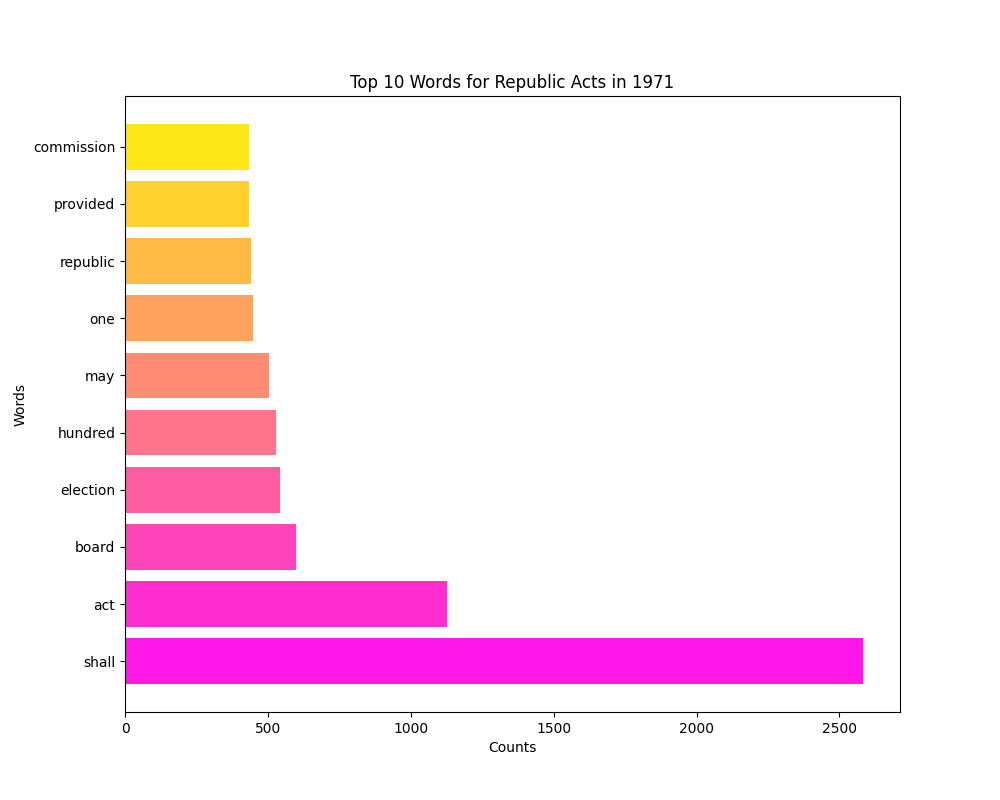 Top 10 Words for Republic Acts in 1971
commission
provided
republic
one
may
hundred
election
board
act
shall
Words
0 500 1000 1500 2000 2500
Counts